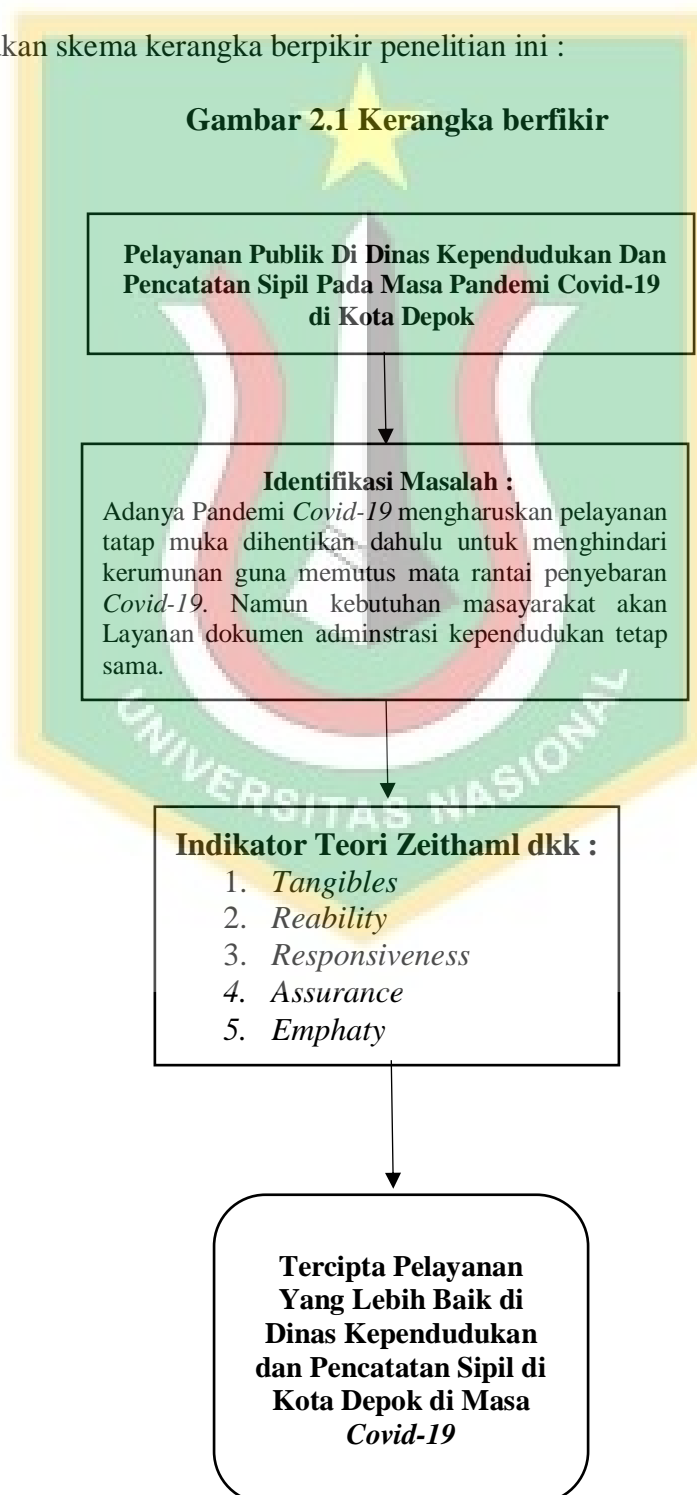 akan skema kerangka berpikir penelitian ini :
Gambar 2.1 Kerangka berfikir
Pelayanan Publik Di Dinas Kependudukan Dan
Pencatatan Sipil Pada Masa Pandemi Covid-19
di Kota Depok
Identifikasi Masalah :
Adanya Pandemi Covid-19 mengharuskan pelayanan
tatap muka dihentikan dahulu untuk menghindari
kerumunan guna memutus mata rantai penyebaran
Covid-19. Namun kebutuhan masayarakat akan
Layanan dokumen adminstrasi kependudukan tetap
sama.
UNIVERSITAS NASIONAL
Indikator Teori Zeithaml dkk :
1. Tangibles
2. Reability
3. Responsiveness
4. Assurance
5. Emphaty
Tercipta Pelayanan
Yang Lebih Baik di
Dinas Kependudukan
dan Pencatatan Sipil di
Kota Depok di Masa
Covid-19